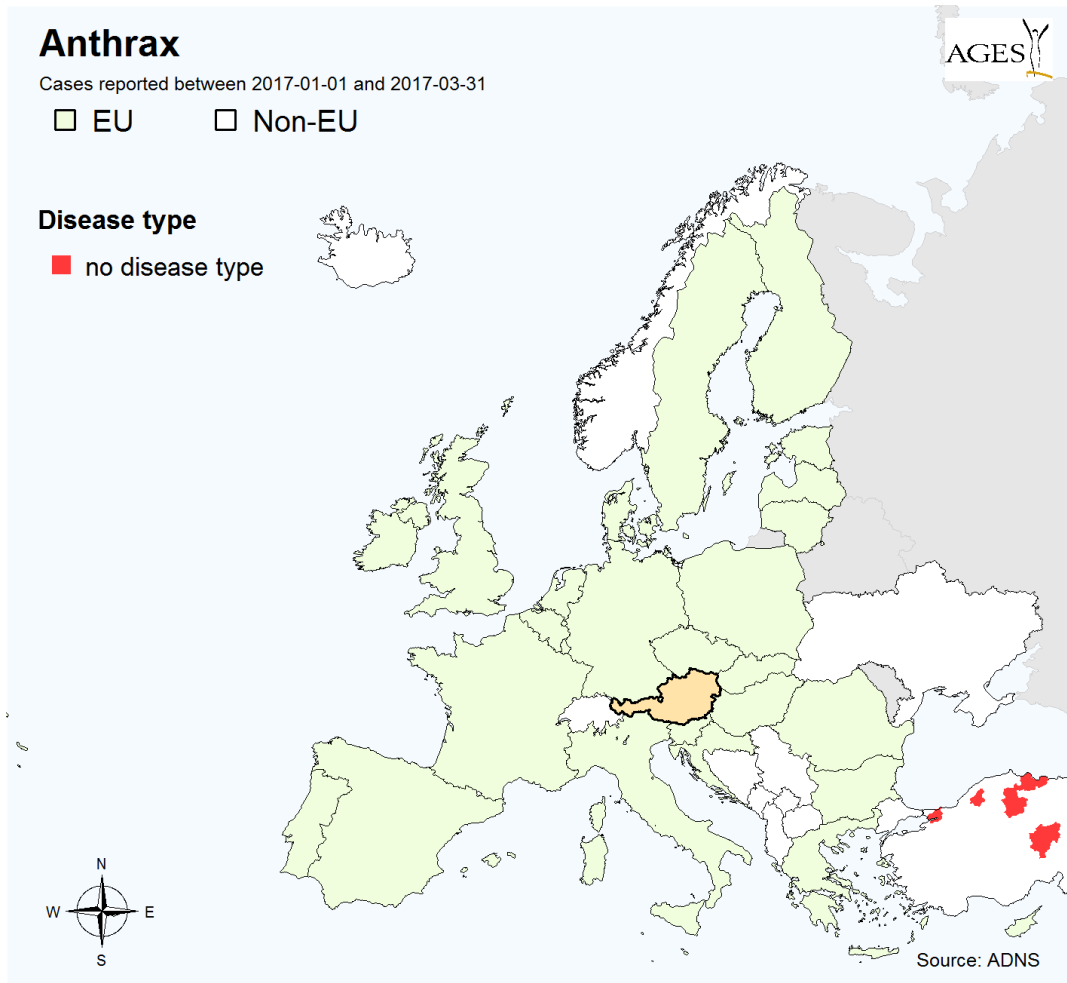 Anthrax
Cases reported between 2017-01-01 and 2017-03-31
EU
Non-EU
AGES
Disease type
no disease type
N
W E
S
Source: ADNS